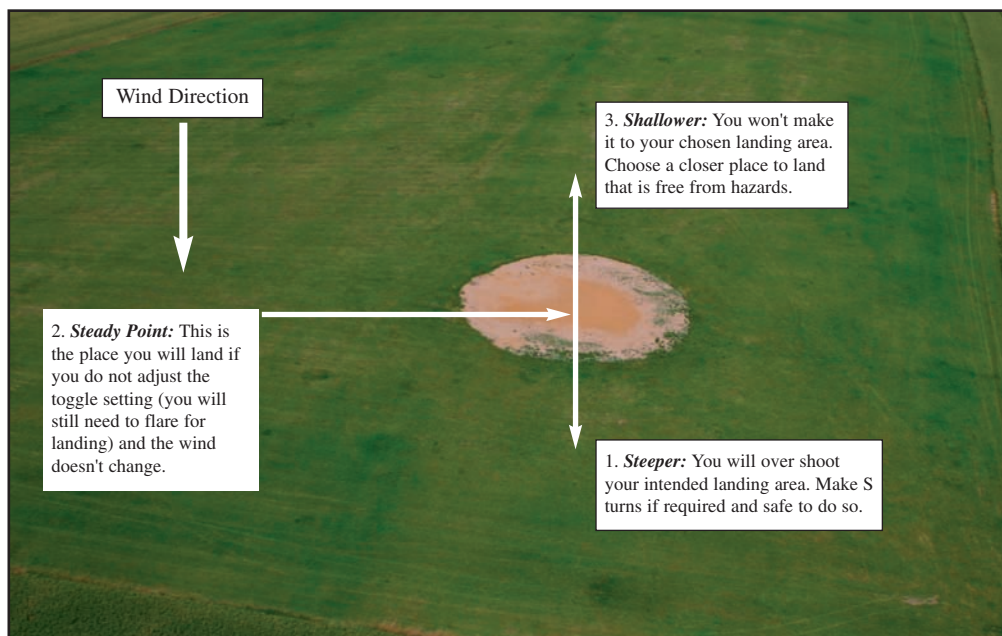 Wind Direction
3. Shallower: You won't make
it to your chosen landing area.
Choose a closer place to land
that is free from hazards.
2. Steady Point: This is
the place you will land if
you do not adjust the
toggle setting (you will
still need to flare for
landing) and the wind
doesn't change.
1. Steeper: You will over shoot
your intended landing area. Make S
turns if required and safe to do so.